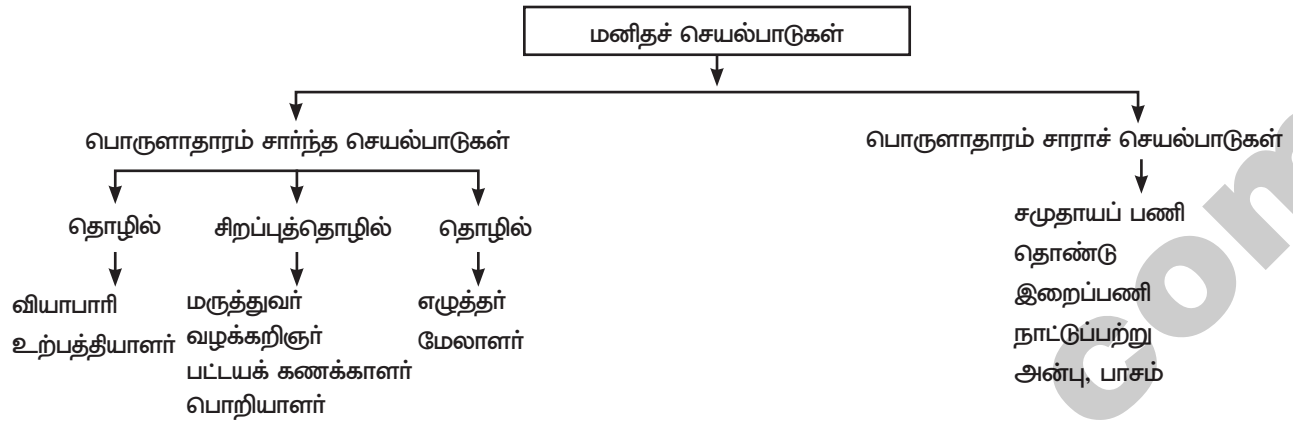 மனிதச் செயல்பாடுகள்
பொருளாதாரம் சார்ந்த செயல்பாடுகள்
பொருளாதாரம் சாராச் செயல்பாடுகள்
தொழில்
சிறப்புத்தொழில்
தொழில்
வியாபாரி
உற்பத்தியாளர்
மருத்துவர்
வழக்கறிஞர்
பட்டயக் கணக்காளர்
பொறியாளர்
எழுத்தர்
மேலாளர்
சமுதாயப் பணி
தொண்டு
இறைப்பணி
நாட்டுப்பற்று
அன்பு, பாசம்
com